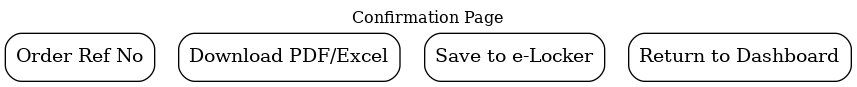 Confirmation Page
Order Ref No
Download PDF/Excel
Save to e-Locker
Return to Dashboard